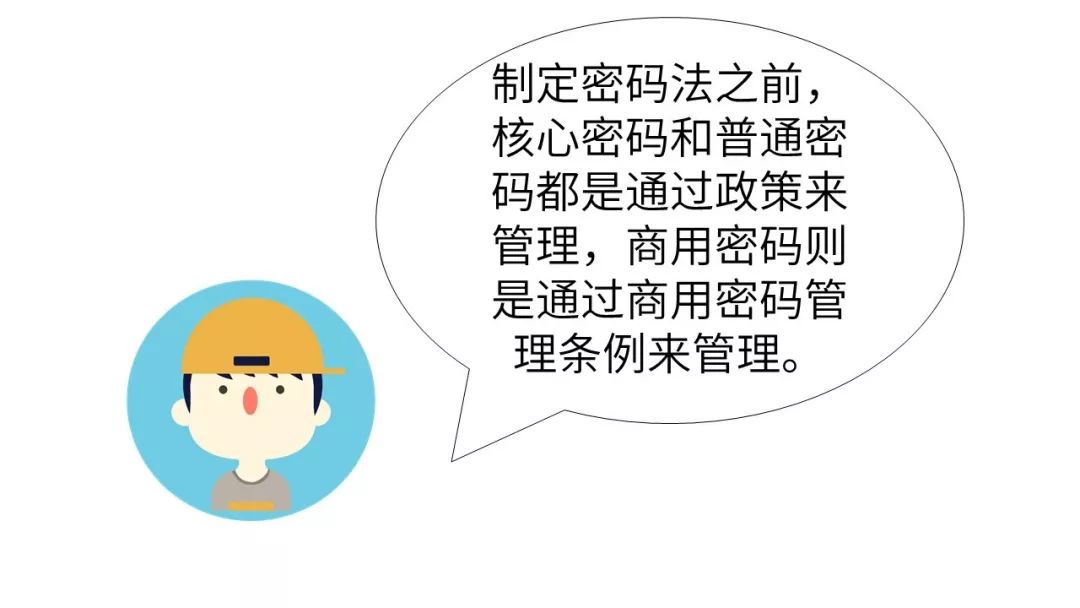 制定密码法之前，
核心密码和普通密
码都是通过政策来
管理，商用密码则
是通过商用密码管
理条例来管理。